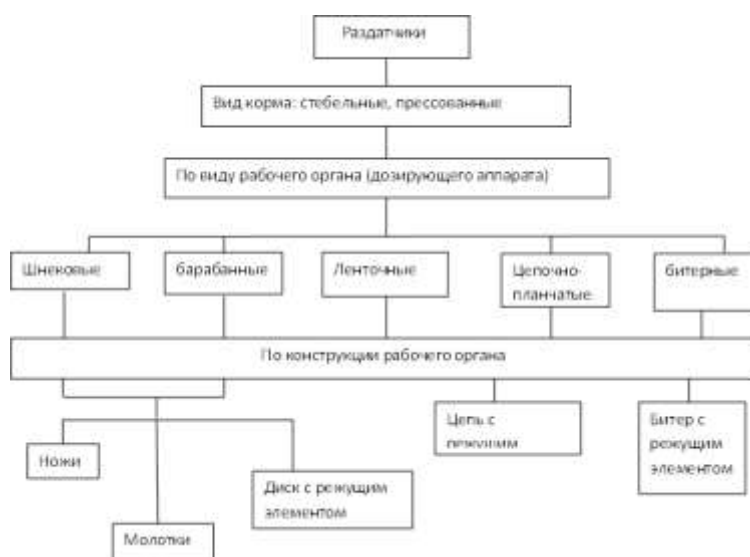 Раздатчики
Вид корма: стебельные, прессованные
По виду рабочего органа (дозирующего аппарата)
Шнековые
барабанные
Ленточные
Цепочно-
планчатые
битерные
По конструкции рабочего органа
Цепь с
режущим
Битер с
режущим
элементом
Ножи
Диск с режущим
элементом
Молотки